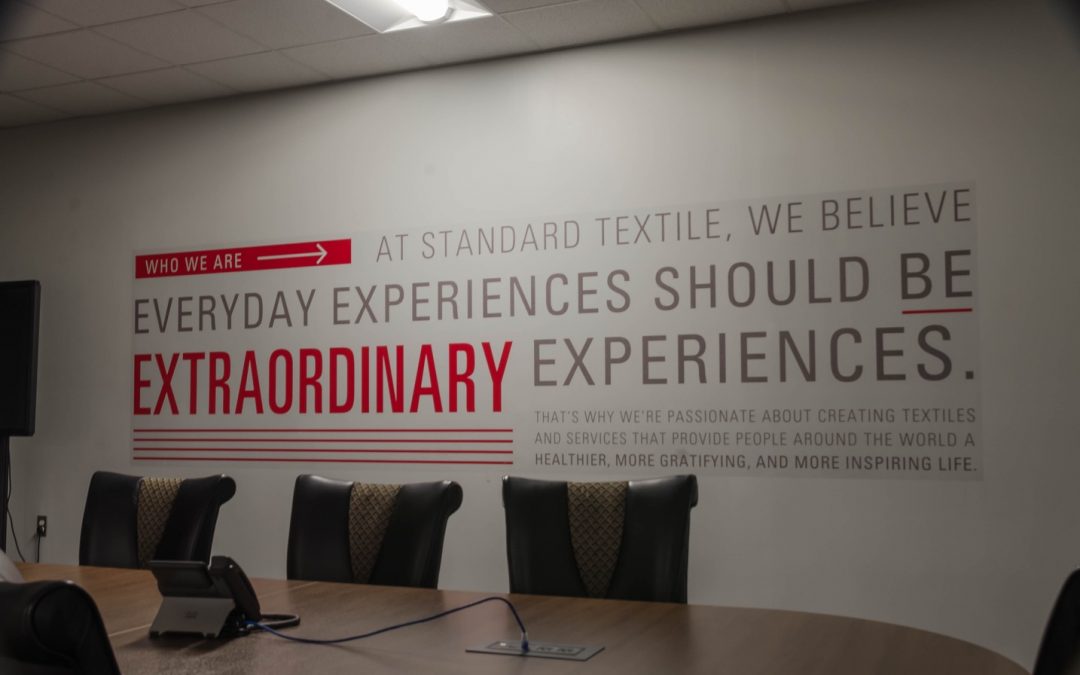 WHO WE ARE
AT STANDARD TEXTILE, WE BELIEVE
EVERYDAY EXPERIENCES SHOULD BE
EXTRAORDINARY EXPERIENCES.
THAT'S WHY WE'RE PASSIONATE ABOUT CREATING TEXTILES
AND SERVICES THAT PROVIDE PEOPLE AROUND THE WORLD A
HEALTHIER, MORE GRATIFYING, AND MORE INSPIRING LIFE.